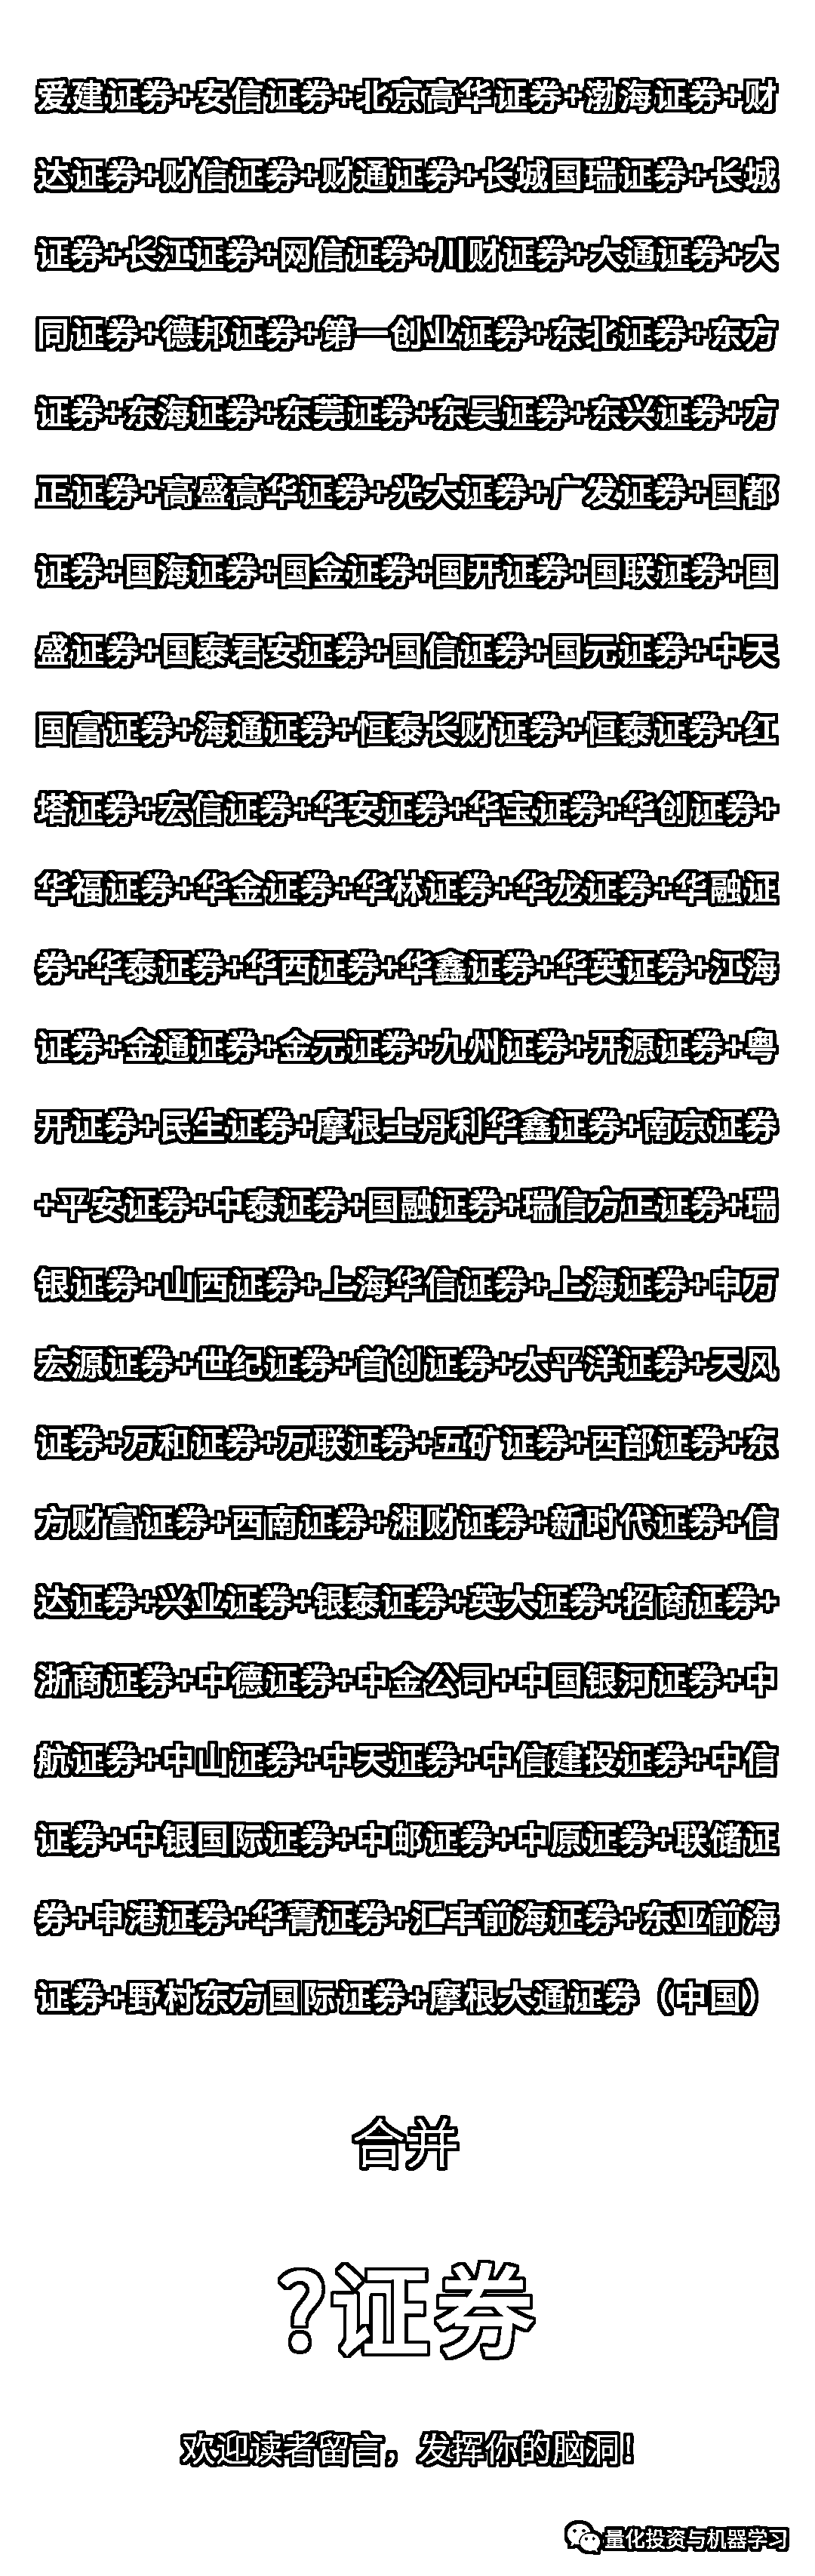 爱建证券+安信证券+北京高华证券+渤海证券+财
达证券+财信证券+财通证券+长城国瑞证券+长城
证券+长江证券+网信证券+川财证券+大通证券+大
同证券+德邦证券+第一创业证券+东北证券+东方
证券+东海证券+东莞证券+东吴证券+东兴证券+方
正证券+高盛高华证券+光大证券+广发证券+国都
证券+国海证券+国金证券+国开证券+国联证券+国
盛证券+国泰君安证券+国信证券+国元证券+中天
国富证券+海通证券+恒泰长财证券+恒泰证券+红
塔证券+宏信证券+华安证券+华宝证券+华创证券+
华福证券+华金证券+华林证券+华龙证券+华融证
券+华泰证券+华西证券+华鑫证券+华英证券+江海
证券+金通证券+金元证券+九州证券+开源证券+粤
开证券+民生证券+摩根士丹利华鑫证券+南京证券
+平安证券+中泰证券+国融证券+瑞信方正证券+瑞
银证券+山西证券+上海华信证券+上海证券+申万
宏源证券+世纪证券+首创证券+太平洋证券+天风
证券+万和证券+万联证券+五矿证券+西部证券+东
方财富证券+西南证券+湘财证券+新时代证券+信
达证券+兴业证券+银泰证券+英大证券+招商证券+
浙商证券+中德证券+中金公司+中国银河证券+中
航证券+中山证券+中天证券+中信建投证券+中信
证券+中银国际证券+中邮证券+中原证券+联储证
券+申港证券+华菁证券+汇丰前海证券+东亚前海
证券+野村东方国际证券+摩根大通证券（中国）
合并
?证券
欢迎读者留言，发挥你的脑洞！
量化投资与机器学习